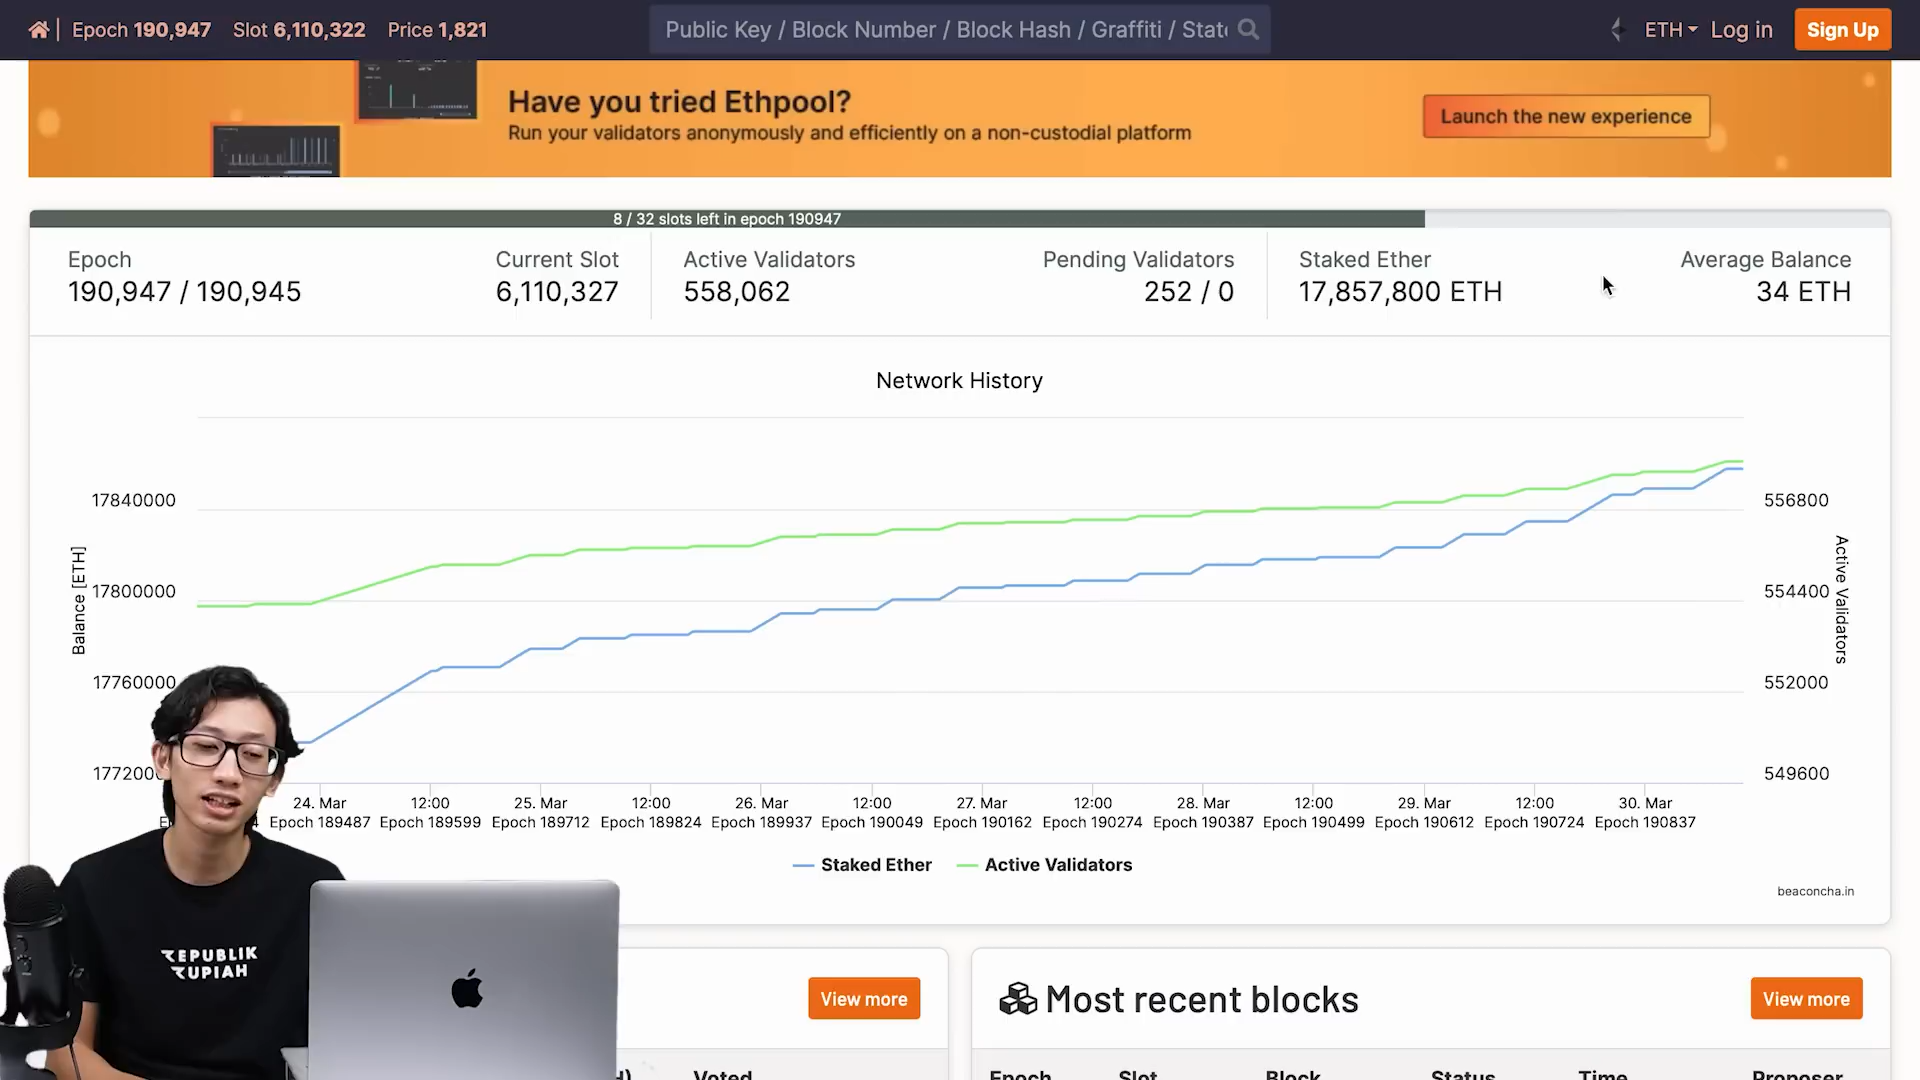 Epoch 190,947 Slot 6,110,322 Price 1,821
Public Key / Block Number / Block Hash / Graffiti / State
ETH
Log in
Sign Up
Have you tried Ethpool?
Run your validators anonymously and efficiently on a non-custodial platform
Launch the new experience
8 / 32 slots left in epoch 190947
Epoch
190,947 / 190,945
Current Slot
6,110,327
Active Validators
558,062
Pending Validators
252 / 0
Staked Ether
17,857,800 ETH
Average Balance
34 ETH
Network History
17840000
17800000
17760000
1772000
Balance [ETH]
556800
554400
552000
549600
Active Validators
24. Mar 12:00 25. Mar 12:00 26. Mar 12:00 27. Mar 12:00 28. Mar 12:00 29. Mar 12:00 30. Mar
Epoch 189487 Epoch 189599 Epoch 189712 Epoch 189824 Epoch 189937 Epoch 190049 Epoch 190162 Epoch 190274 Epoch 190387 Epoch 190499 Epoch 190612 Epoch 190724 Epoch 190837
Staked Ether Active Validators
beaconcha.in
REPUBLIK
RUPIAH
View more
Most recent blocks
View more
Voted
Epoch Slot Block Status Time Proposer